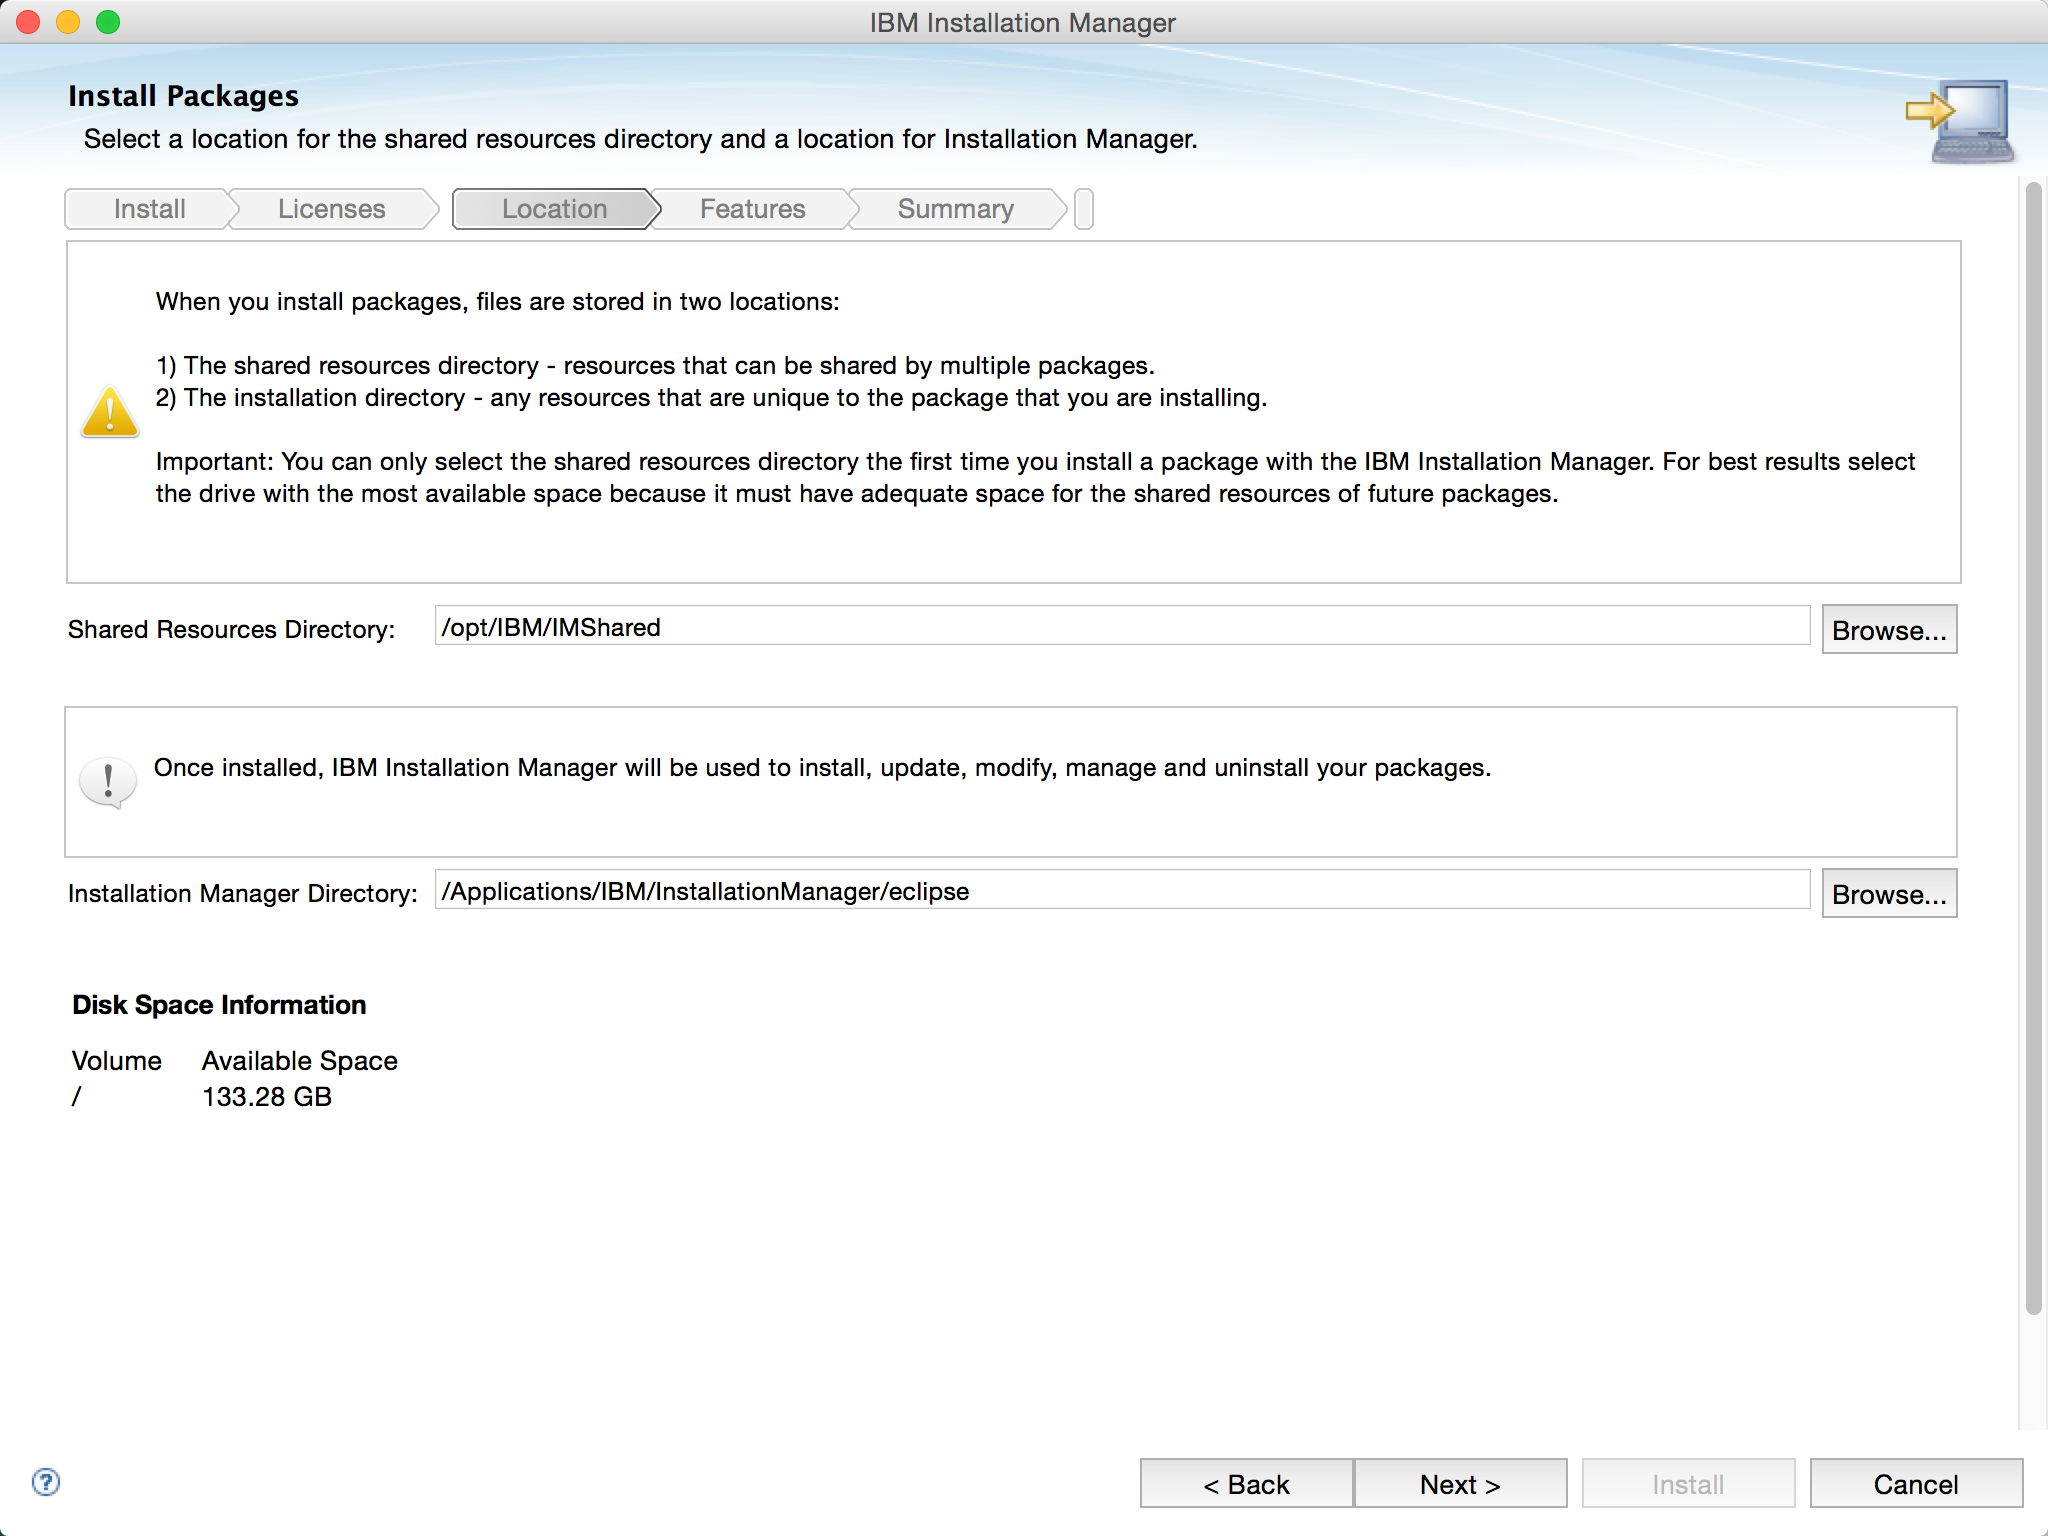 IBM Installation Manager
Install Packages
Select a location for the shared resources directory and a location for Installation Manager.
Install Licenses Location Features Summary
When you install packages, files are stored in two locations:
1) The shared resources directory - resources that can be shared by multiple packages.
2) The installation directory - any resources that are unique to the package that you are installing.
Important: You can only select the shared resources directory the first time you install a package with the IBM Installation Manager. For best results select
the drive with the most available space because it must have adequate space for the shared resources of future packages.
Shared Resources Directory: /opt/IBM/IMShared Browse...
Once installed, IBM Installation Manager will be used to install, update, modify, manage and uninstall your packages.
Installation Manager Directory: /Applications/IBM/InstallationManager/eclipse Browse...
Disk Space Information
Volume Available Space
/ 133.28 GB
? < Back Next > Install Cancel